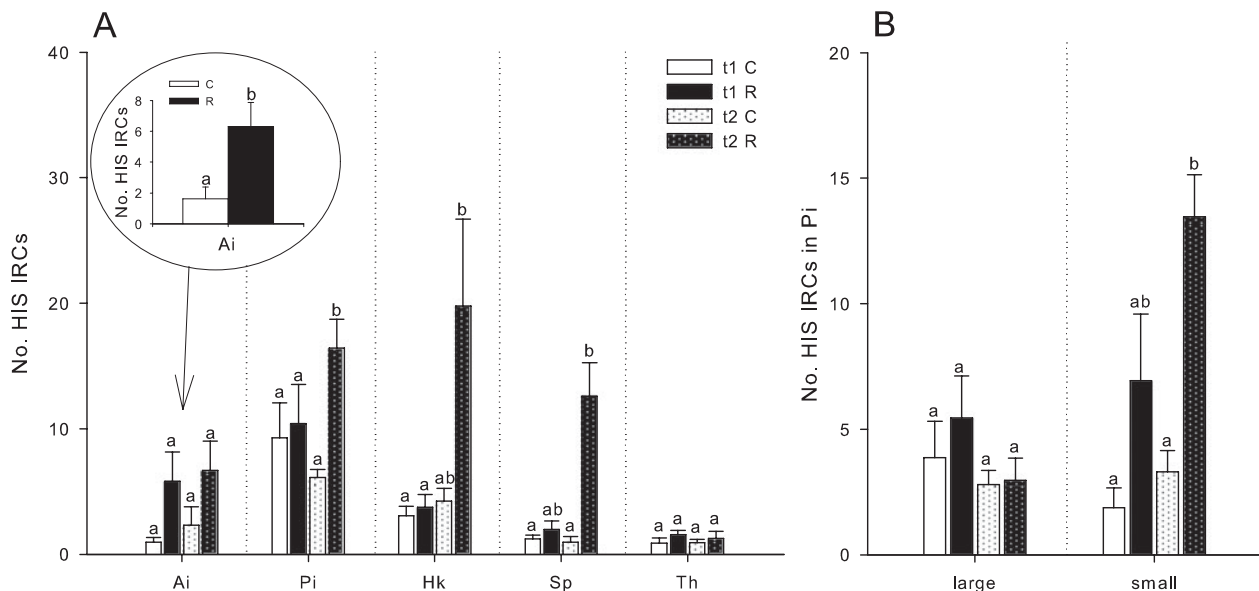 A
B
40
30
20
10
0
No. HIS IRCs
C
R
8
6
4
2
0
No. HIS IRCs
a
b
Ai
t1 C
t1 R
t2 C
t2 R
a a a a
a a a b
a a ab b
a ab a b
a a a a
Ai Pi Hk Sp Th
20
15
10
5
0
No. HIS IRCs in Pi
a a a a
a ab a b
large small